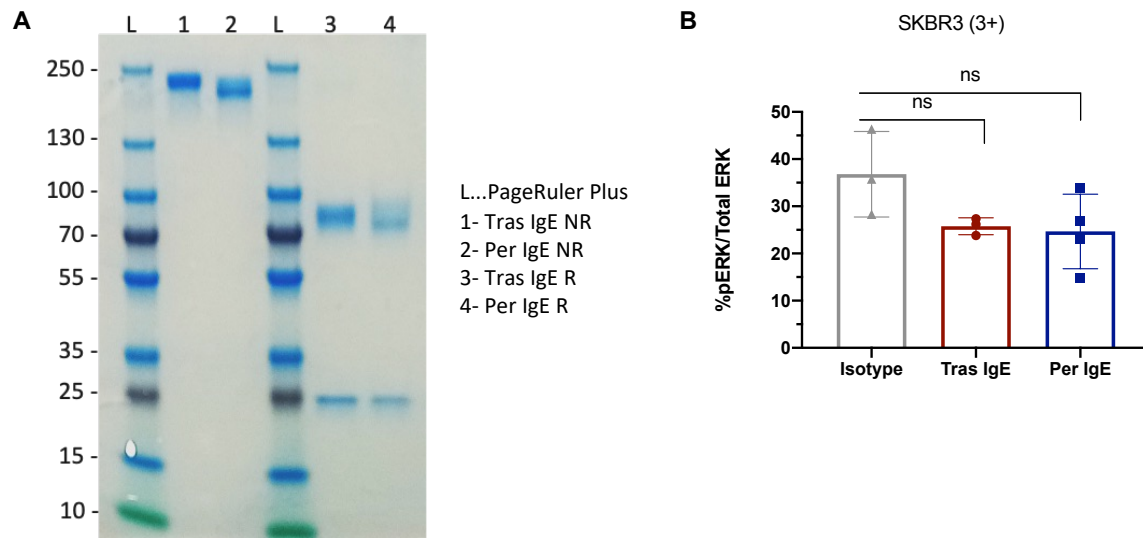 A
L 1 2 L 3 4
250 -
130 -
100 -
70 -
55 -
35 -
25 -
15 -
10 -
L...PageRuler Plus
1- Tras IgE NR
2- Per IgE NR
3- Tras IgE R
4- Per IgE R
B
SKBR3 (3+)
ns
ns
%pERK/Total ERK
50
40
30
20
10
0
Isotype Tras IgE Per IgE